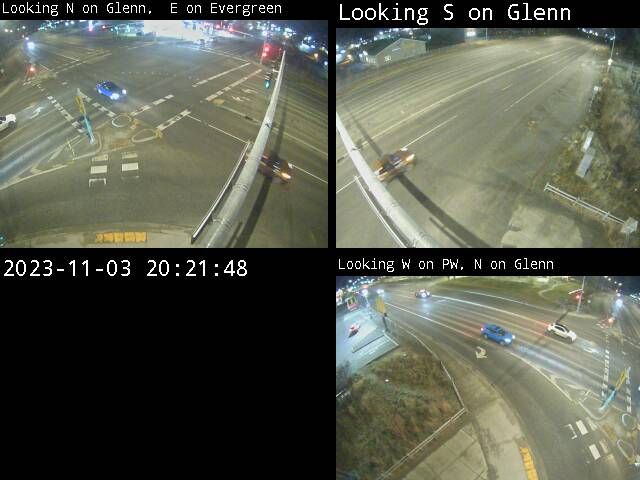 Looking N on Glenn,  E on Evergreen
Looking S on Glenn
2023-11-03 20:21:48
Looking W on PW, N on Glenn